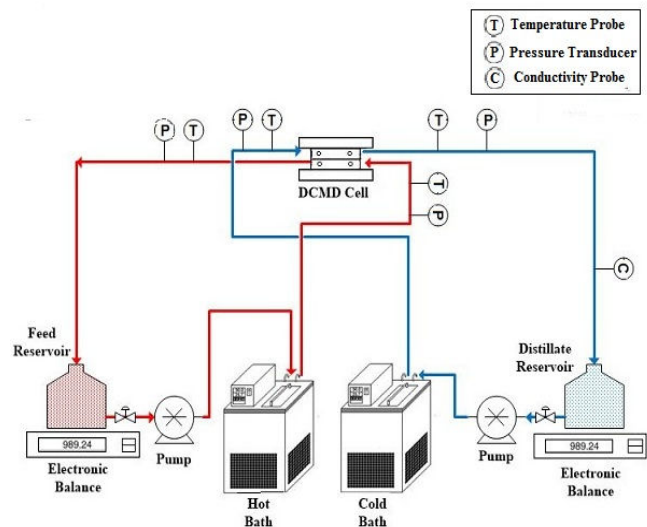 T Temperature Probe
P Pressure Transducer
C Conductivity Probe
P T
P T
T P
DCMD Cell
T
P
C
Feed
Reservoir
Distillate
Reservoir
989.24
Electronic
Balance
Pump
Hot
Bath
Cold
Bath
Pump
989.24
Electronic
Balance